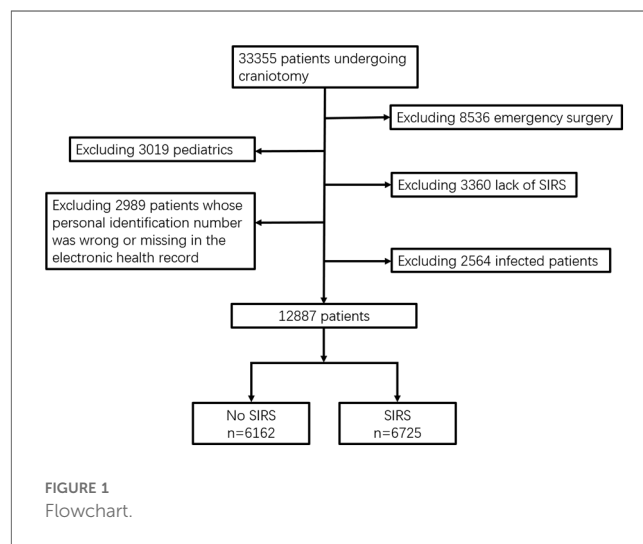 33355 patients undergoing
craniotomy
Excluding 8536 emergency surgery
Excluding 3019 pediatrics
Excluding 3360 lack of SIRS
Excluding 2989 patients whose
personal identification number
was wrong or missing in the
electronic health record
Excluding 2564 infected patients
12887 patients
No SIRS
n=6162
SIRS
n=6725
FIGURE 1
Flowchart.